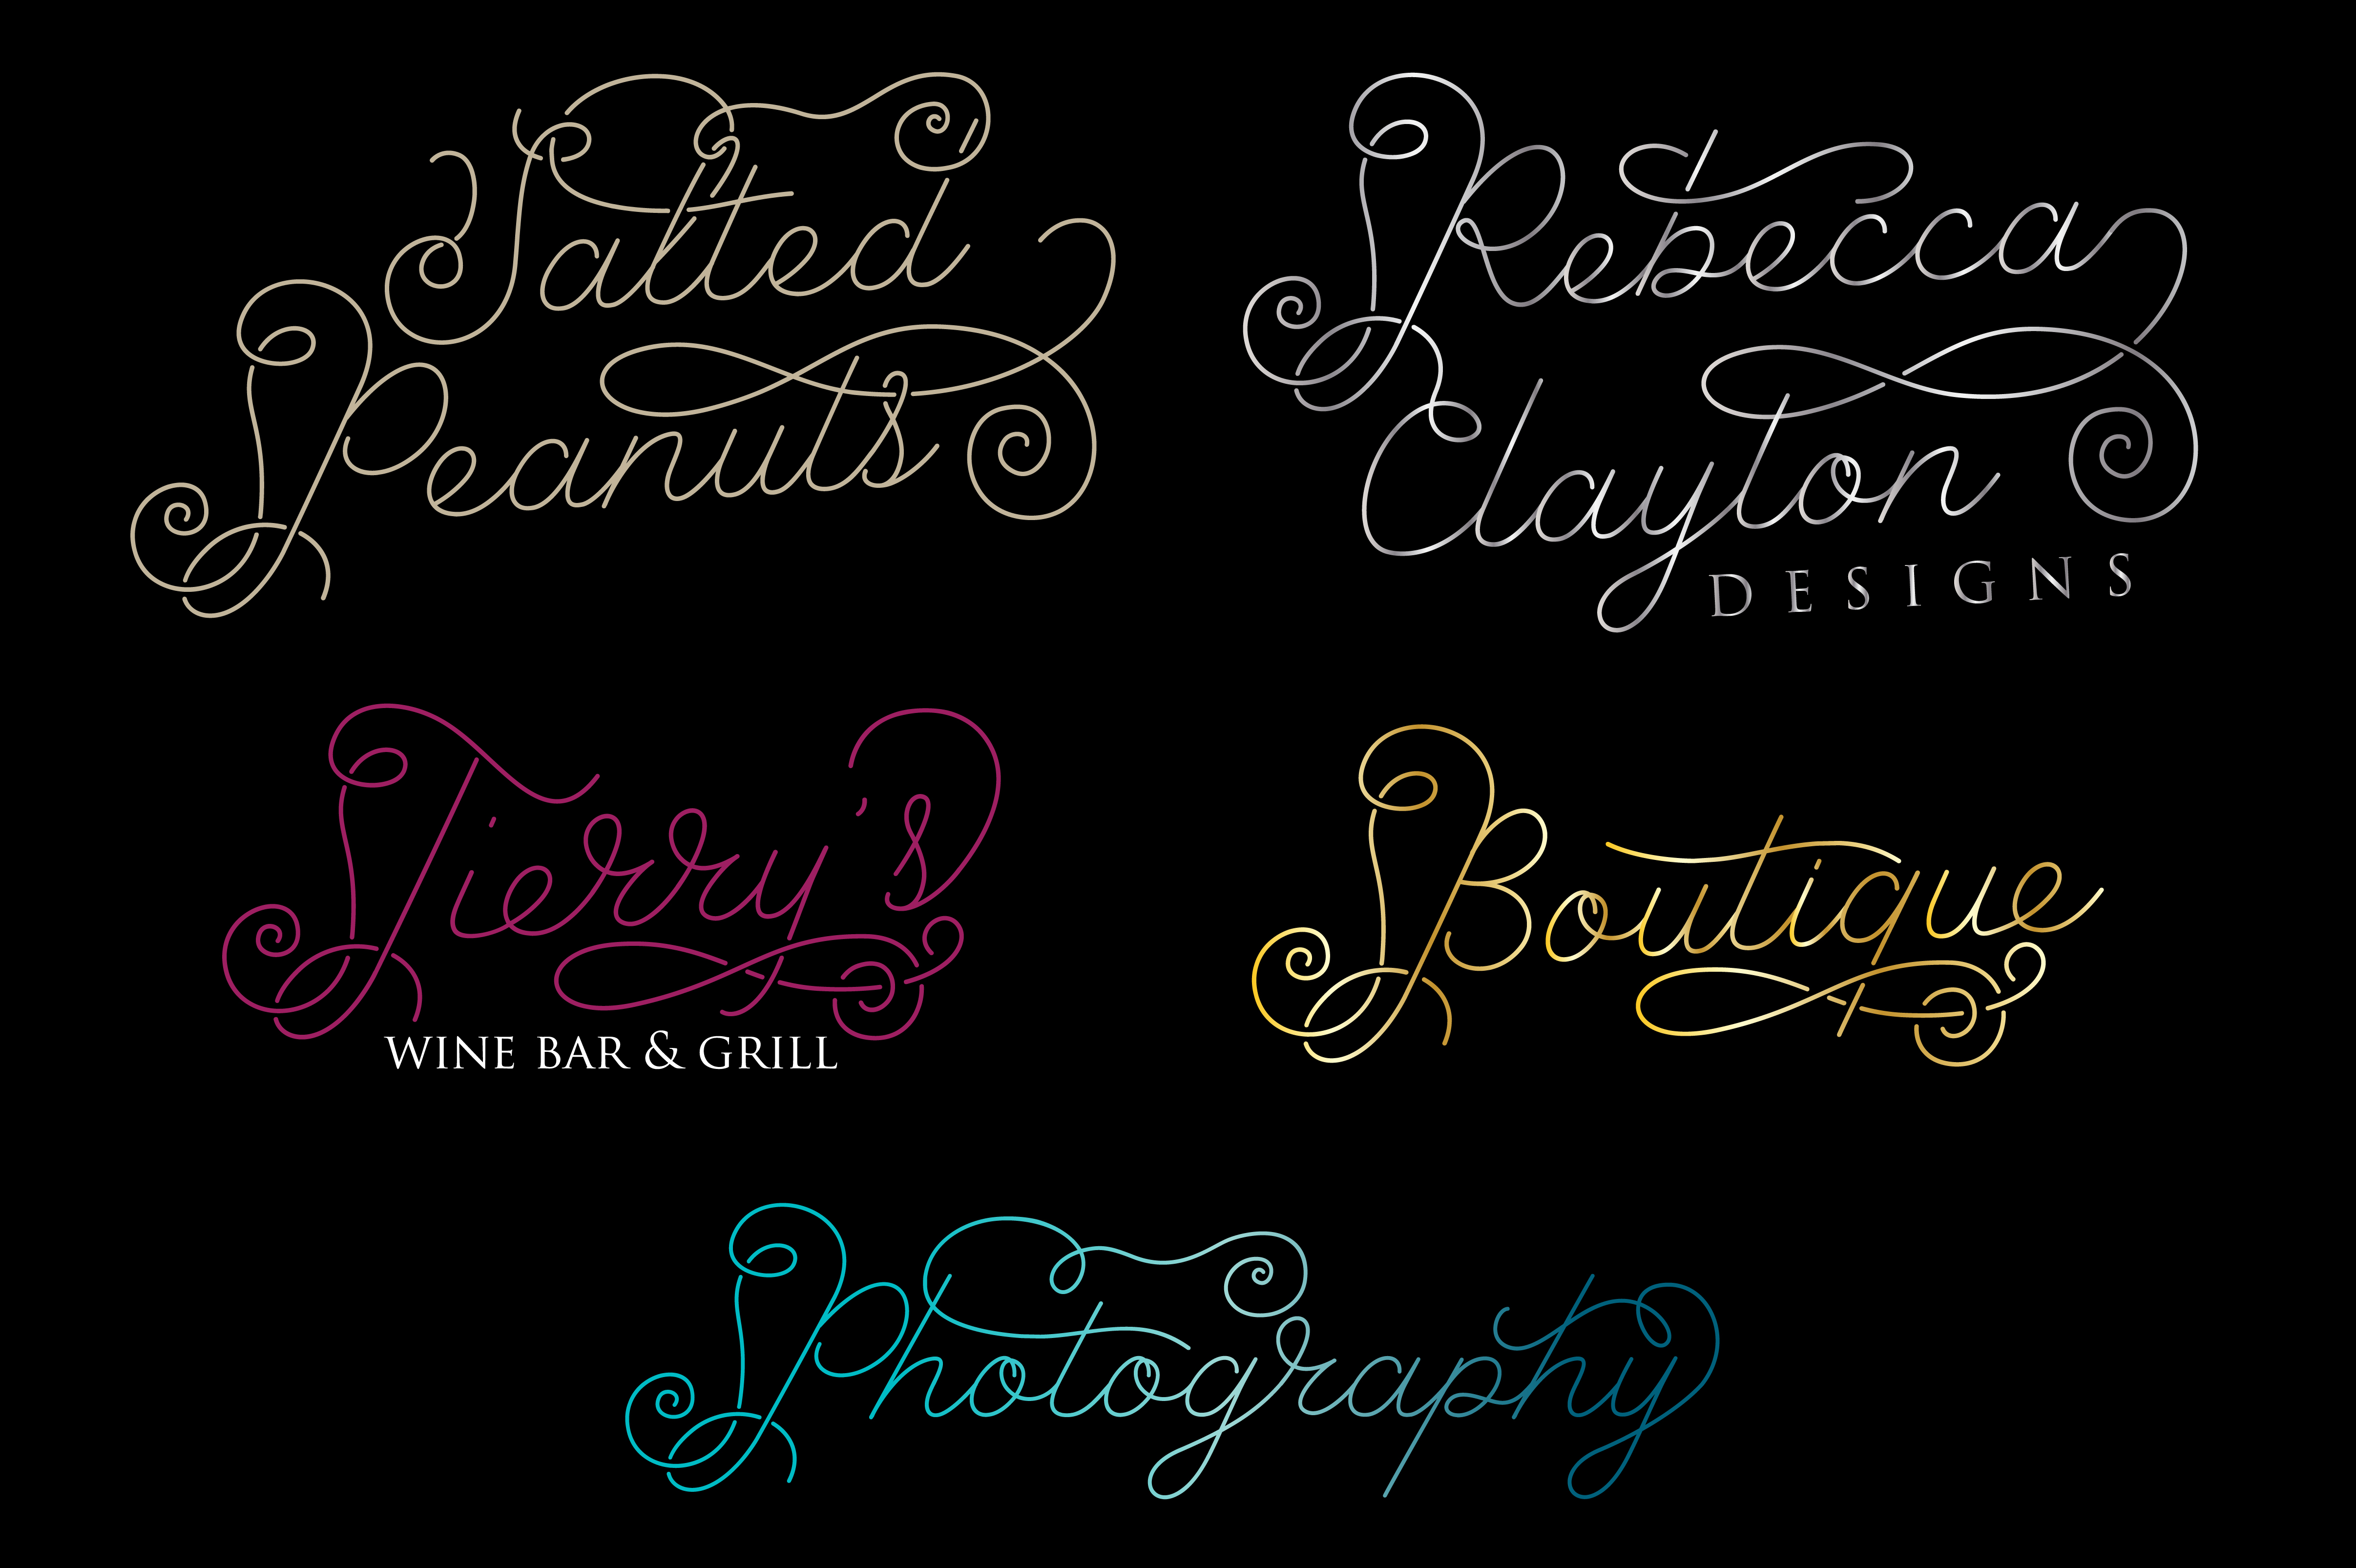 Salted
Peanuts
Rebecca
Clayton
DESIGNS
Tierry's
WINE BAR & GRILL
Boutique
Photography